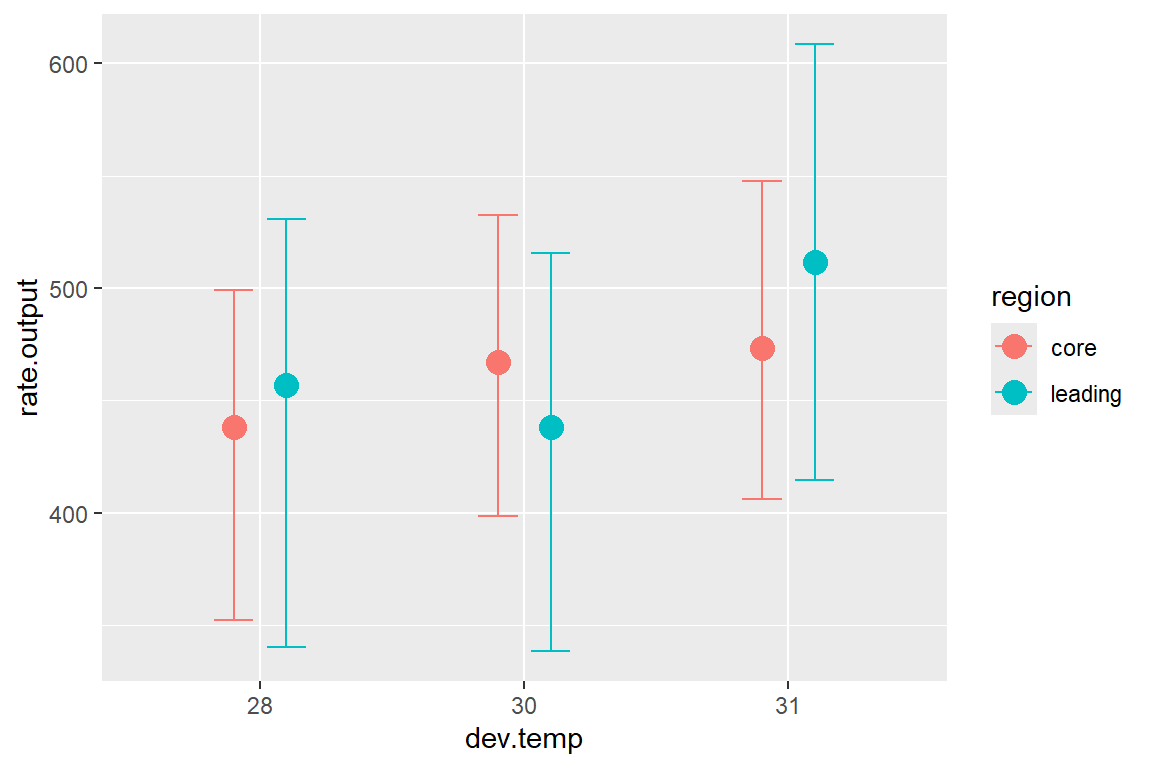 600
500
400
rate.output
28 30 31
dev.temp
region
core
leading